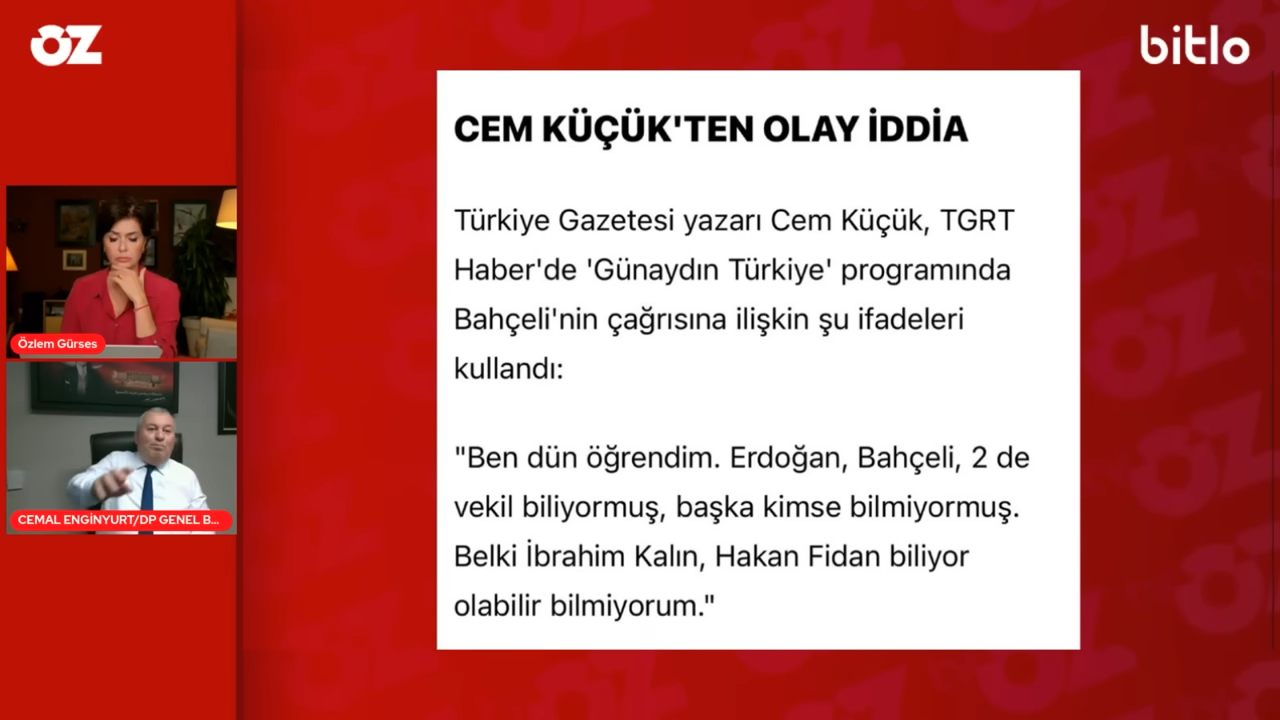 ÖZ
bitlo
CEM KÜÇÜK'TEN OLAY İDDİA
Türkiye Gazetesi yazarı Cem Küçük, TGRT
Haber'de 'Günaydın Türkiye' programında
Bahçeli'nin çağrısına ilişkin şu ifadeleri
kullandı:
"Ben dün öğrendim. Erdoğan, Bahçeli, 2 de
vekil biliyormuş, başka kimse bilmiyormuş.
Belki İbrahim Kalın, Hakan Fidan biliyor
olabilir bilmiyorum."
Özlem Gürses
CEMAL ENGİNYURT/DP GENEL B...